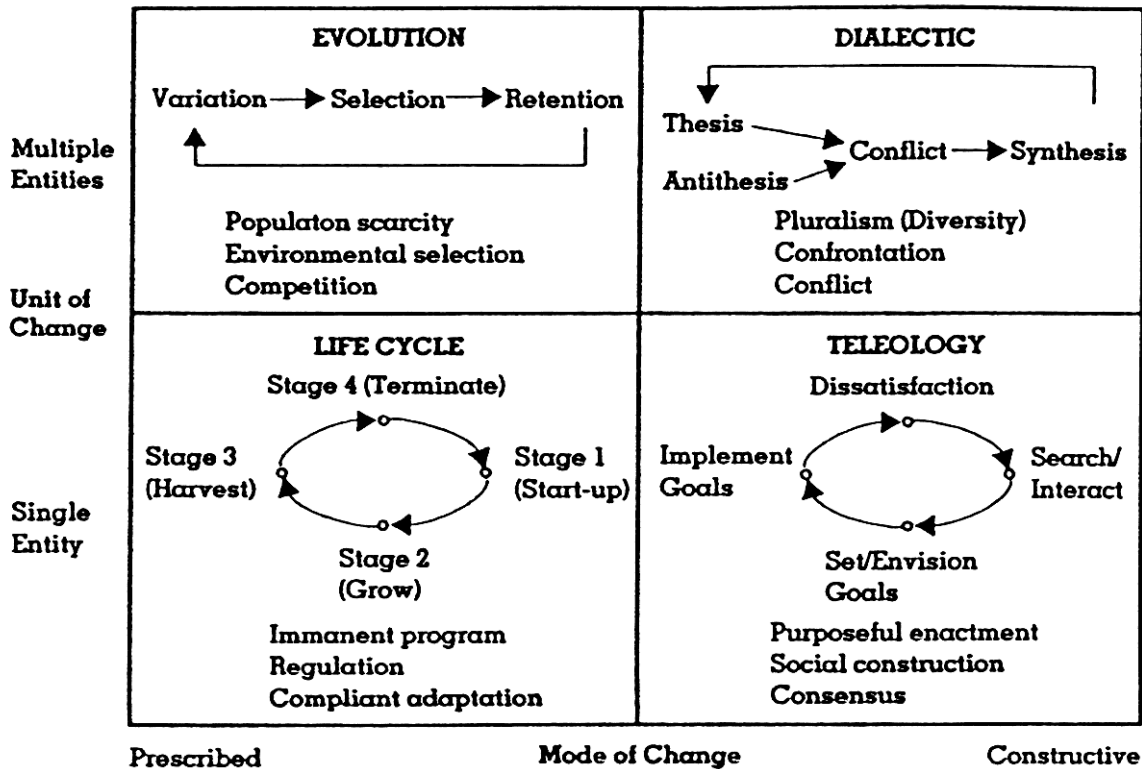 EVOLUTION
Variation Selection Retention
Populaton scarcity
Environmental selection
Competition
DIALECTIC
Thesis
Antithesis
Conflict Synthesis
Pluralism (Diversity)
Confrontation
Conflict
Multiple
Entities
Unit of
Change
Single
Entity
LIFE CYCLE
Stage 4 (Terminate)
Stage 3
(Harvest)
Stage 1
(Start-up)
Stage 2
(Grow)
Immanent program
Regulation
Compliant adaptation
TELEOLOGY
Dissatisfaction
Implement
Goals
Search/
Interact
Set/Envision
Goals
Purposeful enactment
Social construction
Consensus
Prescribed Mode of Change Constructive